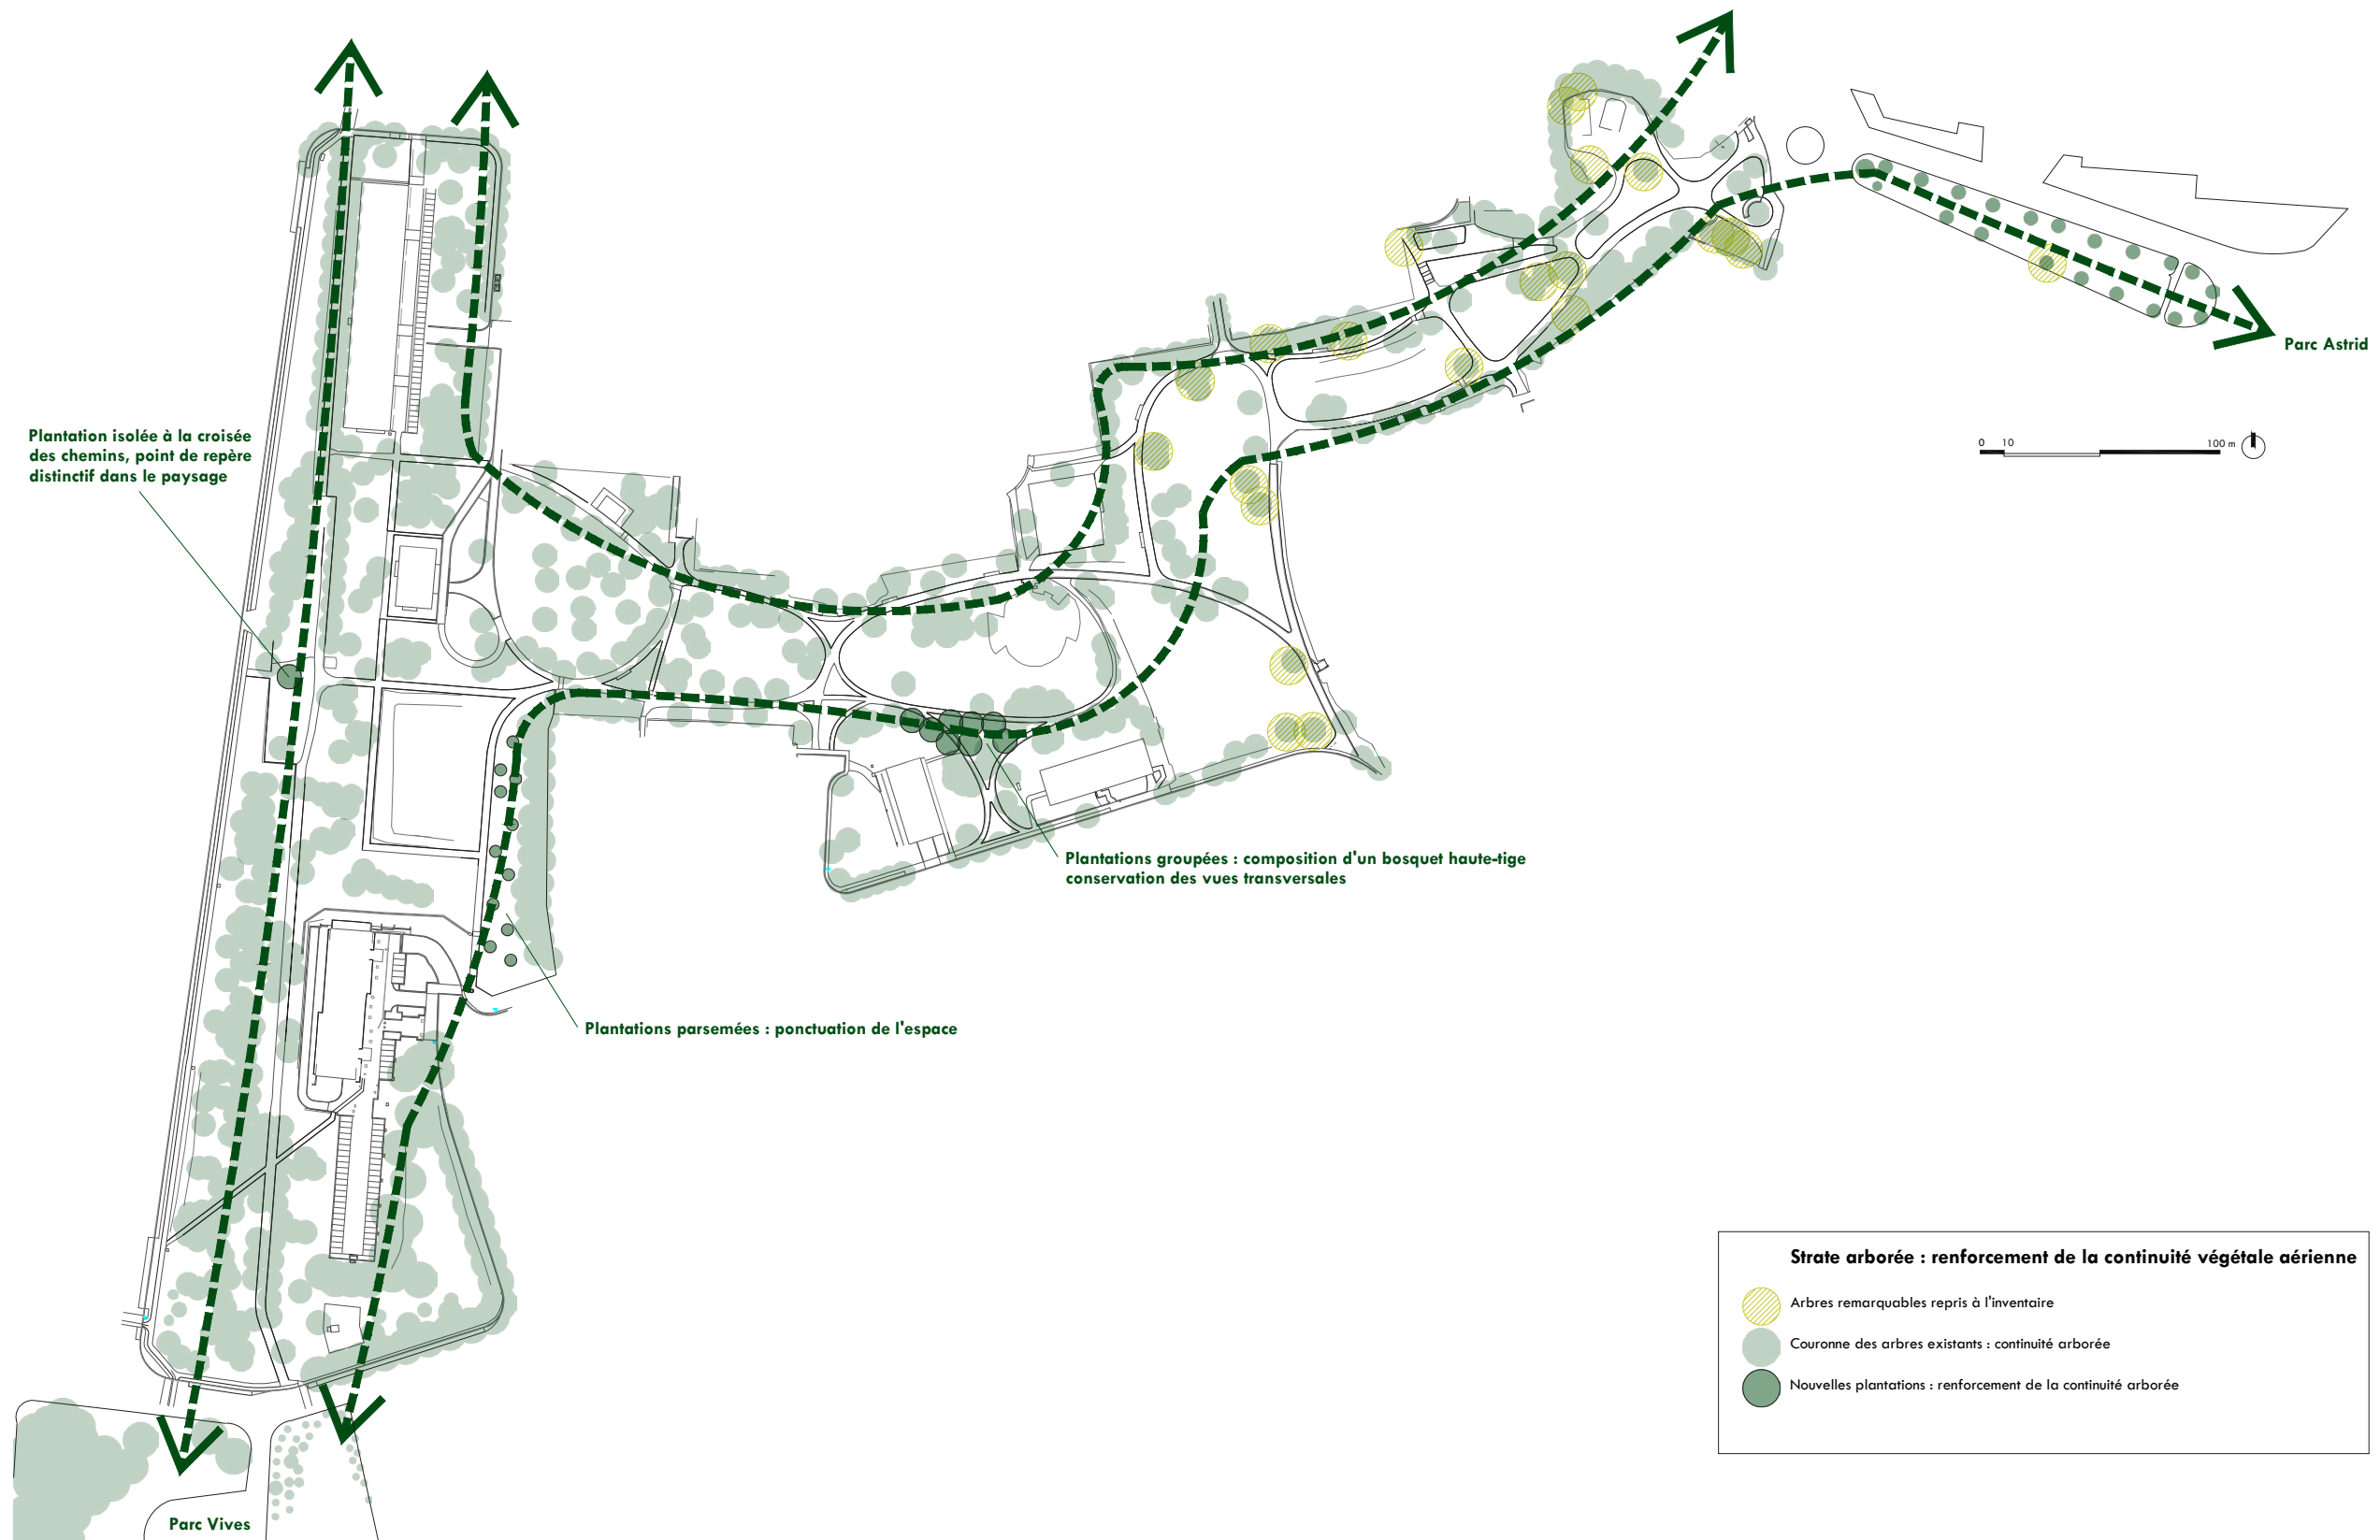 Parc Astrid
0 10 100 m
Plantation isolée à la croisée
des chemins, point de repère
distinctif dans le paysage
Plantations groupées : composition d'un bosquet haute-tige
conservation des vues transversales
Plantations parsemées : ponctuation de l'espace
Strate arborée : renforcement de la continuité végétale aérienne
Arbres remarquables repris à l'inventaire
Couronne des arbres existants : continuité arborée
Nouvelles plantations : renforcement de la continuité arborée
Parc Vives